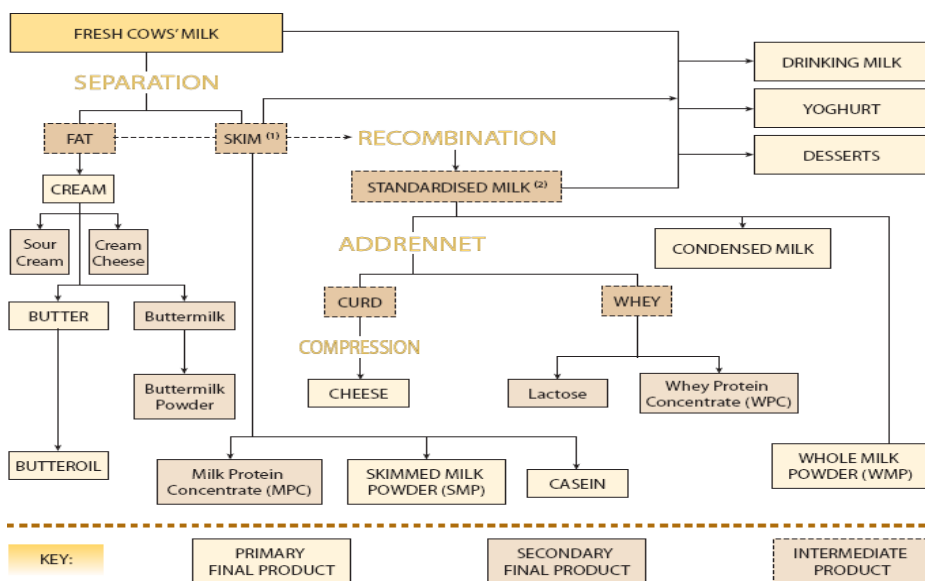 FRESH COWS' MILK
SEPARATION
DRINKING MILK
YOGHURT
DESSERTS
FAT
SKIM (1)
RECOMBINATION
STANDARDISED MILK (2)
CREAM
Sour
Cream
Cream
Cheese
ADDRENNET
CONDENSED MILK
CURD
WHEY
BUTTER
Buttermilk
COMPRESSION
CHEESE
Lactose
Whey Protein
Concentrate (WPC)
Buttermilk
Powder
BUTTEROIL
Milk Protein
Concentrate (MPC)
SKIMMED MILK
POWDER (SMP)
CASEIN
WHOLE MILK
POWDER (WMP)
KEY:
PRIMARY
FINAL PRODUCT
SECONDARY
FINAL PRODUCT
INTERMEDIATE
PRODUCT